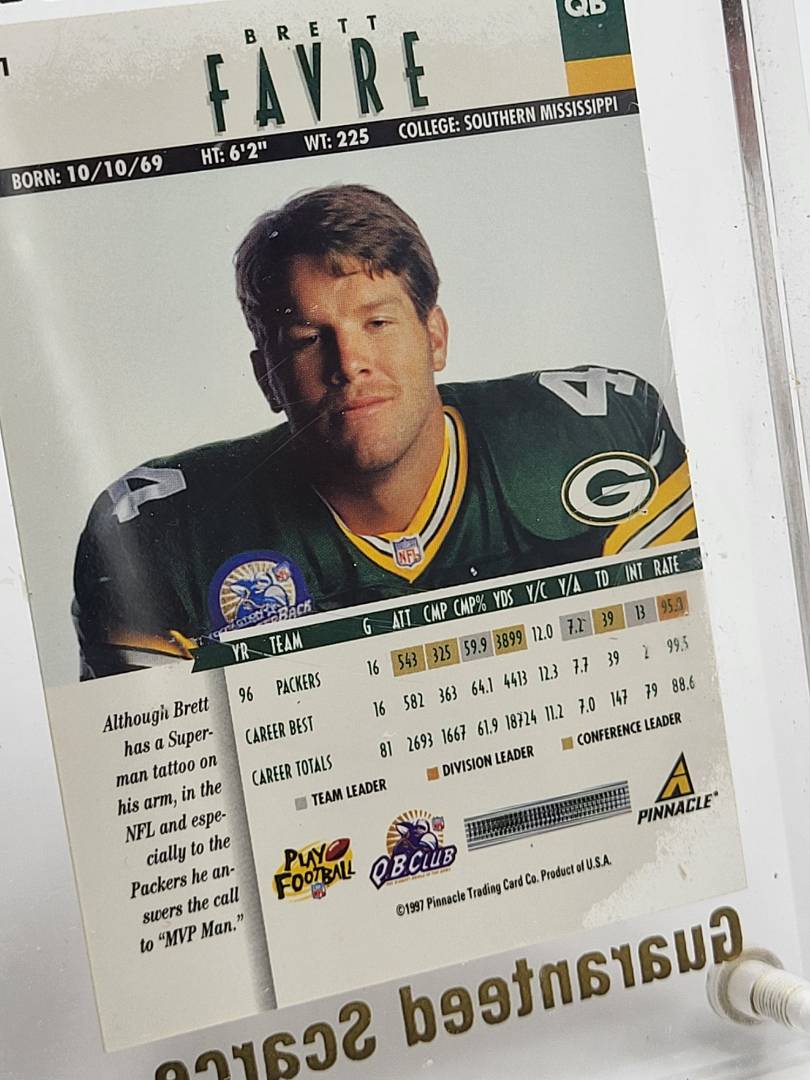 1
BRETT
FAVRE
QB
BORN: 10/10/69 HT: 6'2" WT: 225 COLLEGE: SOUTHERN MISSISSIPPI
4 4
G
NFL
YR TEAM G ATT CMP CMP% YDS Y/C Y/A TD INT RATE
96 PACKERS 16 543 325 59.9 3899 12.0 7.2 39 13
CAREER BEST 16 582 363 64.1 4413 12.3 7.7 39 2 99.5
CAREER TOTALS 81 2693 1667 61.9 18724 11.2 7.0 147 79 88.6
TEAM LEADER DIVISION LEADER CONFERENCE LEADER
Although Brett
has a Super-
man tattoo on
his arm, in the
NFL and espe-
cially to the
Packers he an-
swers the call
to “MVP Man.”
PLAY
FOOTBALL
NFL
QBCLUB
PINNACLE
©1997 Pinnacle Trading Card Co. Product of U.S.A.
Guaranteed Scarce